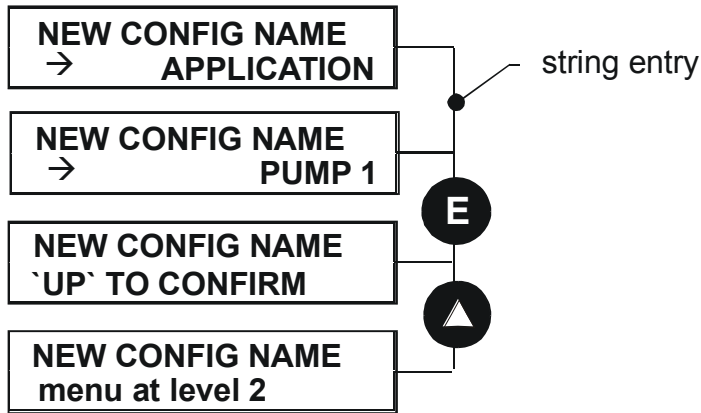 NEW CONFIG NAME
→ APPLICATION
string entry
NEW CONFIG NAME
→ PUMP 1
E
NEW CONFIG NAME
`UP` TO CONFIRM
NEW CONFIG NAME
menu at level 2